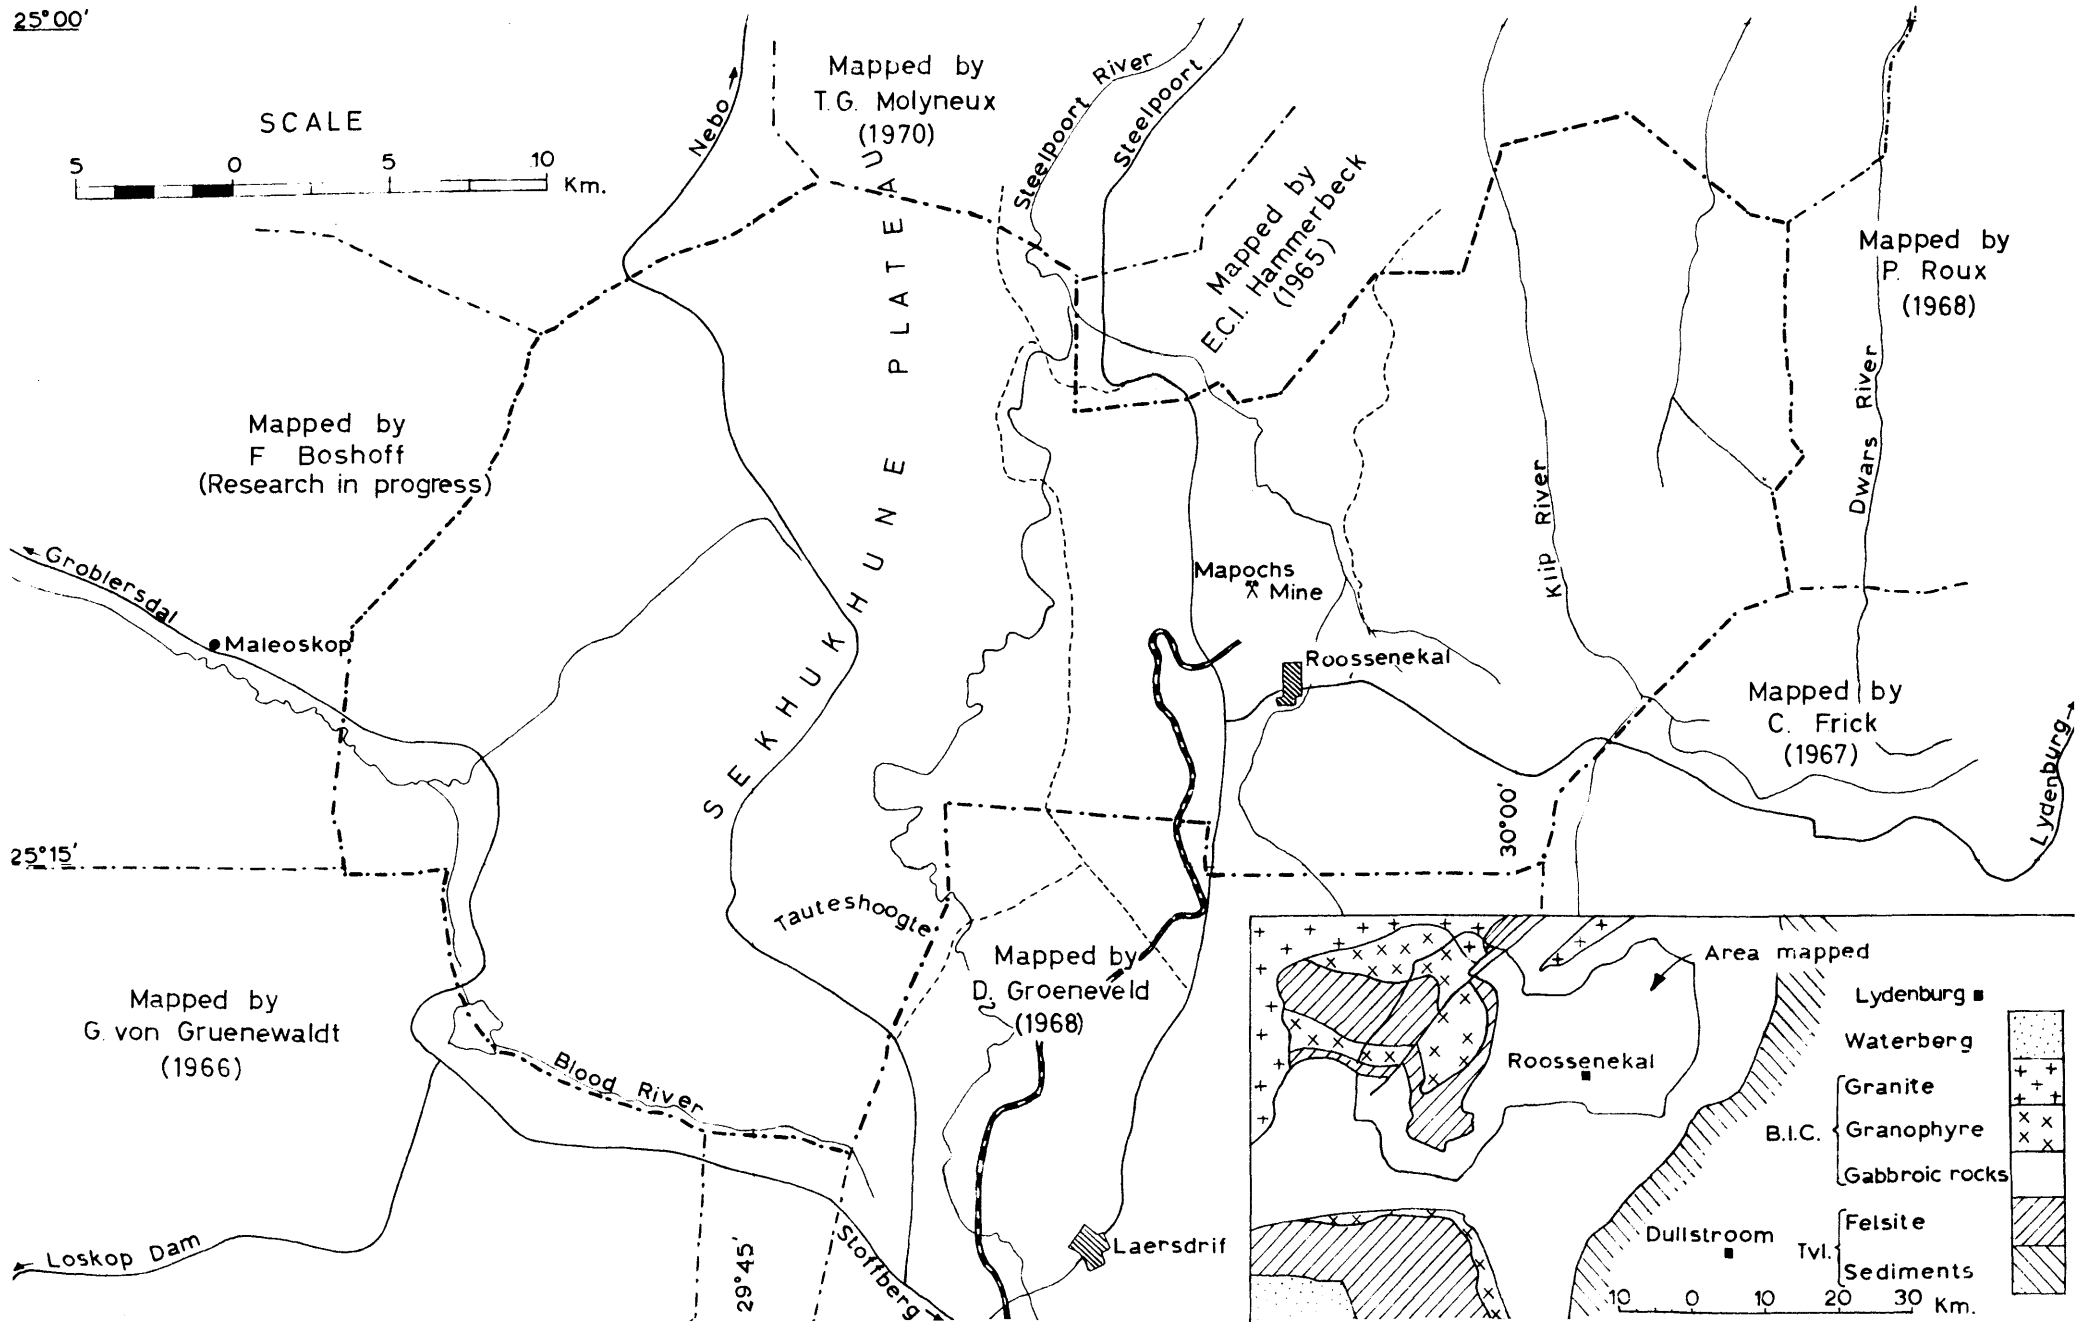 25°00'
SCALE
5 0 5 10 Km.
Nebo
Mapped by
T.G. Molyneux
(1970)
Steelpoort River
Steelpoort
Mapped by
E.C.I. Hammerbeck
(1965)
Mapped by
P. Roux
(1968)
SEKHUKHUNE PLATEAU
Mapped by
F Boshoff
(Research in progress)
Klip River
Dwars River
Groblersdal
Maleoskop
Mapochs
Mine
Roossenekal
Mapped by
C. Frick
(1967)
Lydenburg
30°00'
25°15'
Tauteshoogte
Mapped by
D. Groeneveld
(1968)
Mapped by
G. von Gruenewaldt
(1966)
Blood River
Loskop Dam
29°45'
Stoffberg
Laersdrif
Area mapped
Lydenburg
Waterberg
Roossenekal
Granite
B.I.C.
Granophyre
Gabbroic rocks
Felsite
Dullstroom
Tvl.
Sediments
10 0 10 20 30 Km.